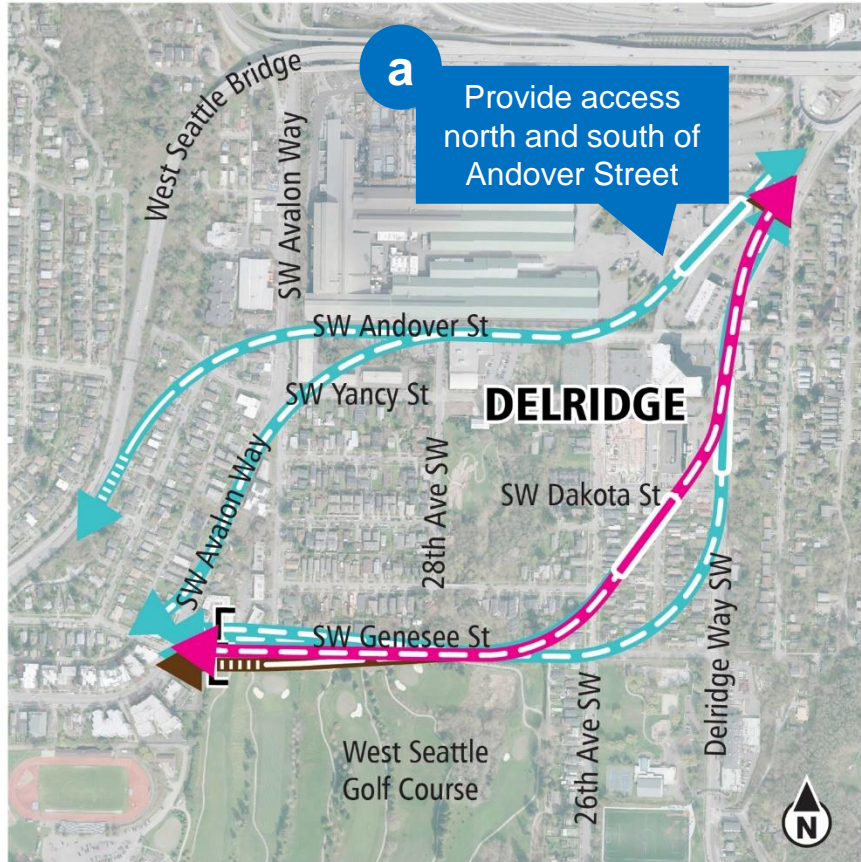 a
Provide access
north and south of
Andover Street
West Seattle Bridge
SW Avalon Way
SW Andover St
SW Yancy St
DELRIDGE
SW Avalon Way
28th Ave SW
SW Dakota St
SW Genesee St
26th Ave SW
Delridge Way SW
West Seattle
Golf Course
N